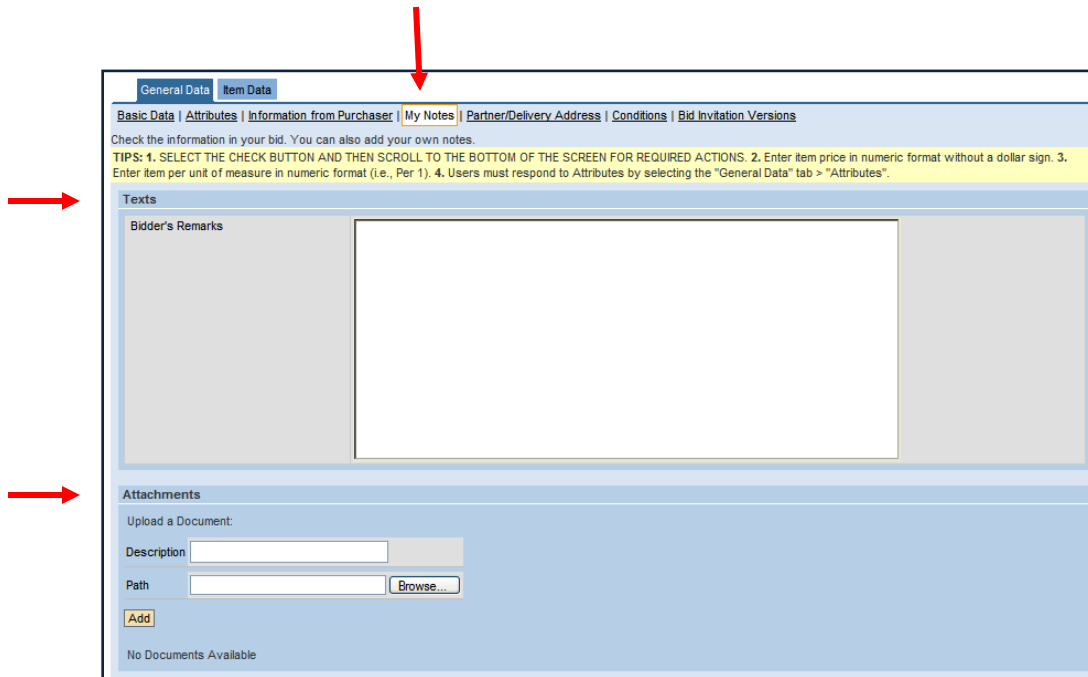 General Data Item Data
Basic Data | Attributes | Information from Purchaser | My Notes | Partner/Delivery Address | Conditions | Bid Invitation Versions
Check the information in your bid. You can also add your own notes.
TIPS: 1. SELECT THE CHECK BUTTON AND THEN SCROLL TO THE BOTTOM OF THE SCREEN FOR REQUIRED ACTIONS. 2. Enter item price in numeric format without a dollar sign. 3.
Enter item per unit of measure in numeric format (i.e., Per 1). 4. Users must respond to Attributes by selecting the "General Data" tab > "Attributes".
Texts
Bidder's Remarks
Attachments
Upload a Document:
Description
Path Browse...
Add
No Documents Available